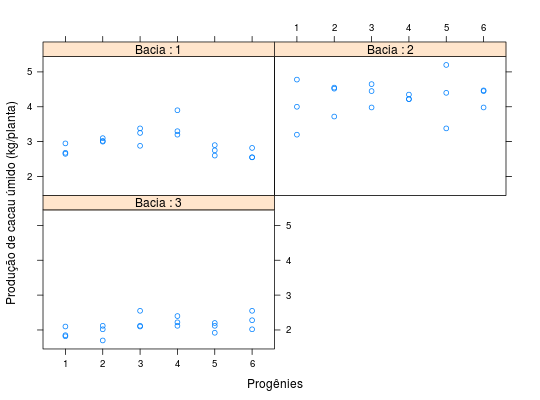 1 2 3 4 5 6
Bacia : 1 Bacia : 2
5
4
3
2
Bacia : 3
5
4
3
2
1 2 3 4 5 6
Produção de cacau úmido (kg/planta)
Progênies